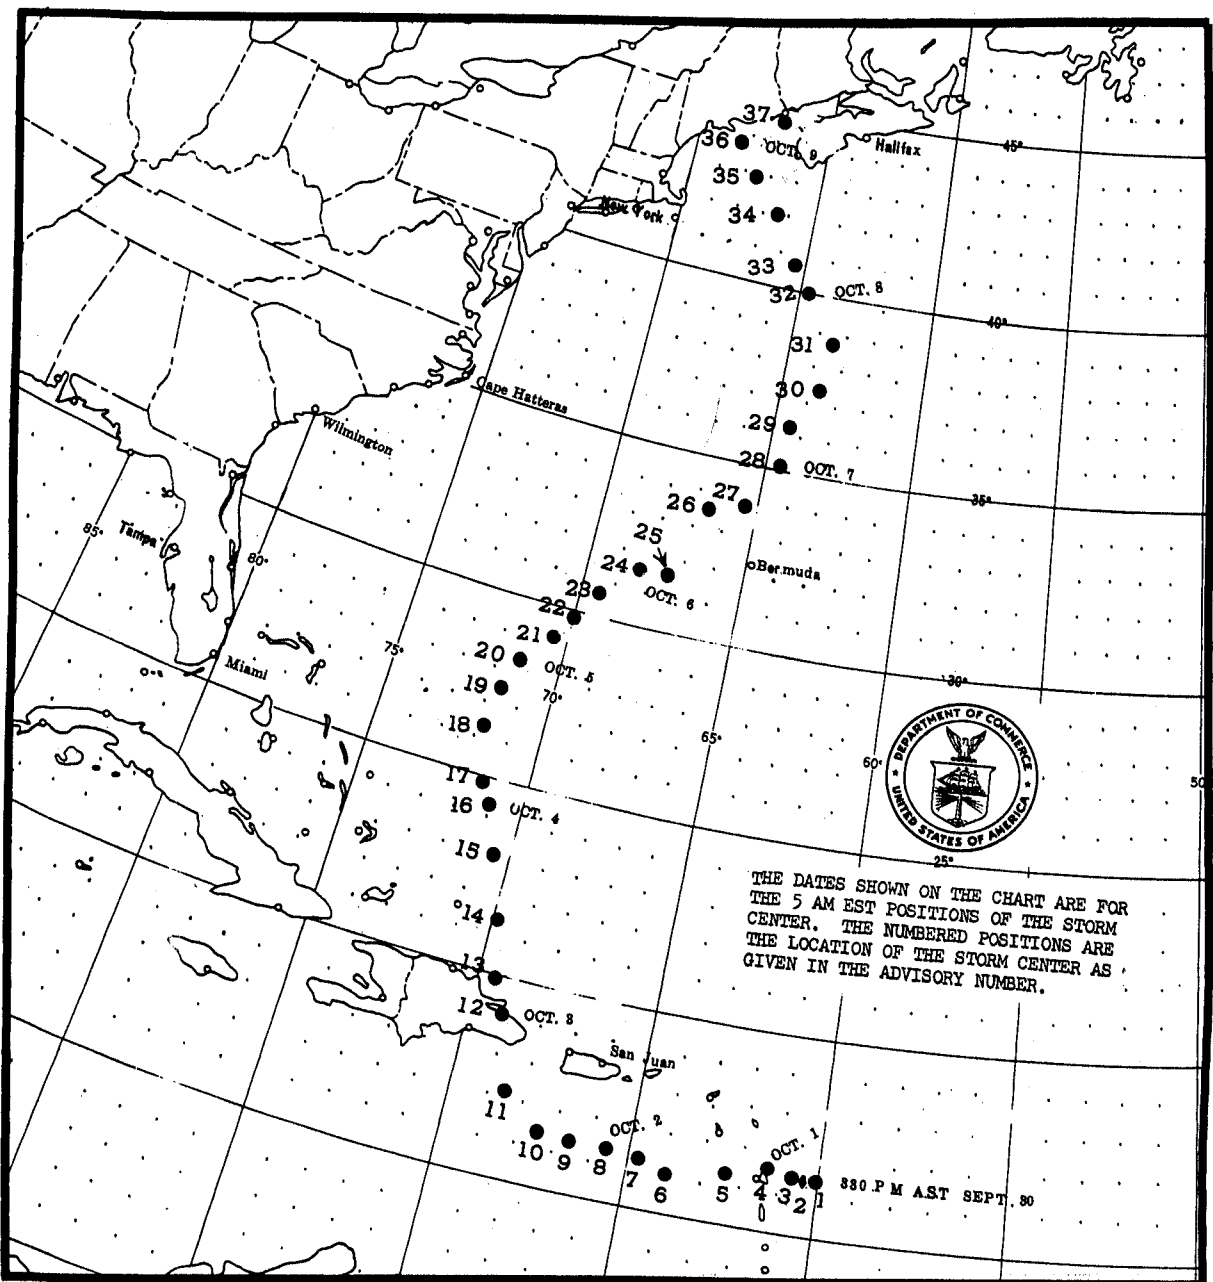 37
36
OCT. 9
Halifax
45°
35
New York
34
33
32
OCT. 8
40°
31
30
Cape Hatteras
29
Wilmington
28
OCT. 7
35°
26
27
25
85°
Tampa
80°
24
Bermuda
23
OCT. 6
22
21
75°
20
OCT. 5
Miami
30°
19
70°
18
65°
60°
DEPARTMENT OF COMMERCE
UNITED STATES OF AMERICA
17
50
16
OCT. 4
15
25°
THE DATES SHOWN ON THE CHART ARE FOR
THE 5 AM EST POSITIONS OF THE STORM
CENTER. THE NUMBERED POSITIONS ARE
THE LOCATION OF THE STORM CENTER AS
GIVEN IN THE ADVISORY NUMBER.
14
13
12
OCT. 3
San Juan
11
OCT. 2
OCT. 1
10
9
8
7
6
5
4
3
2
1
330 P M A.S.T SEPT. 30